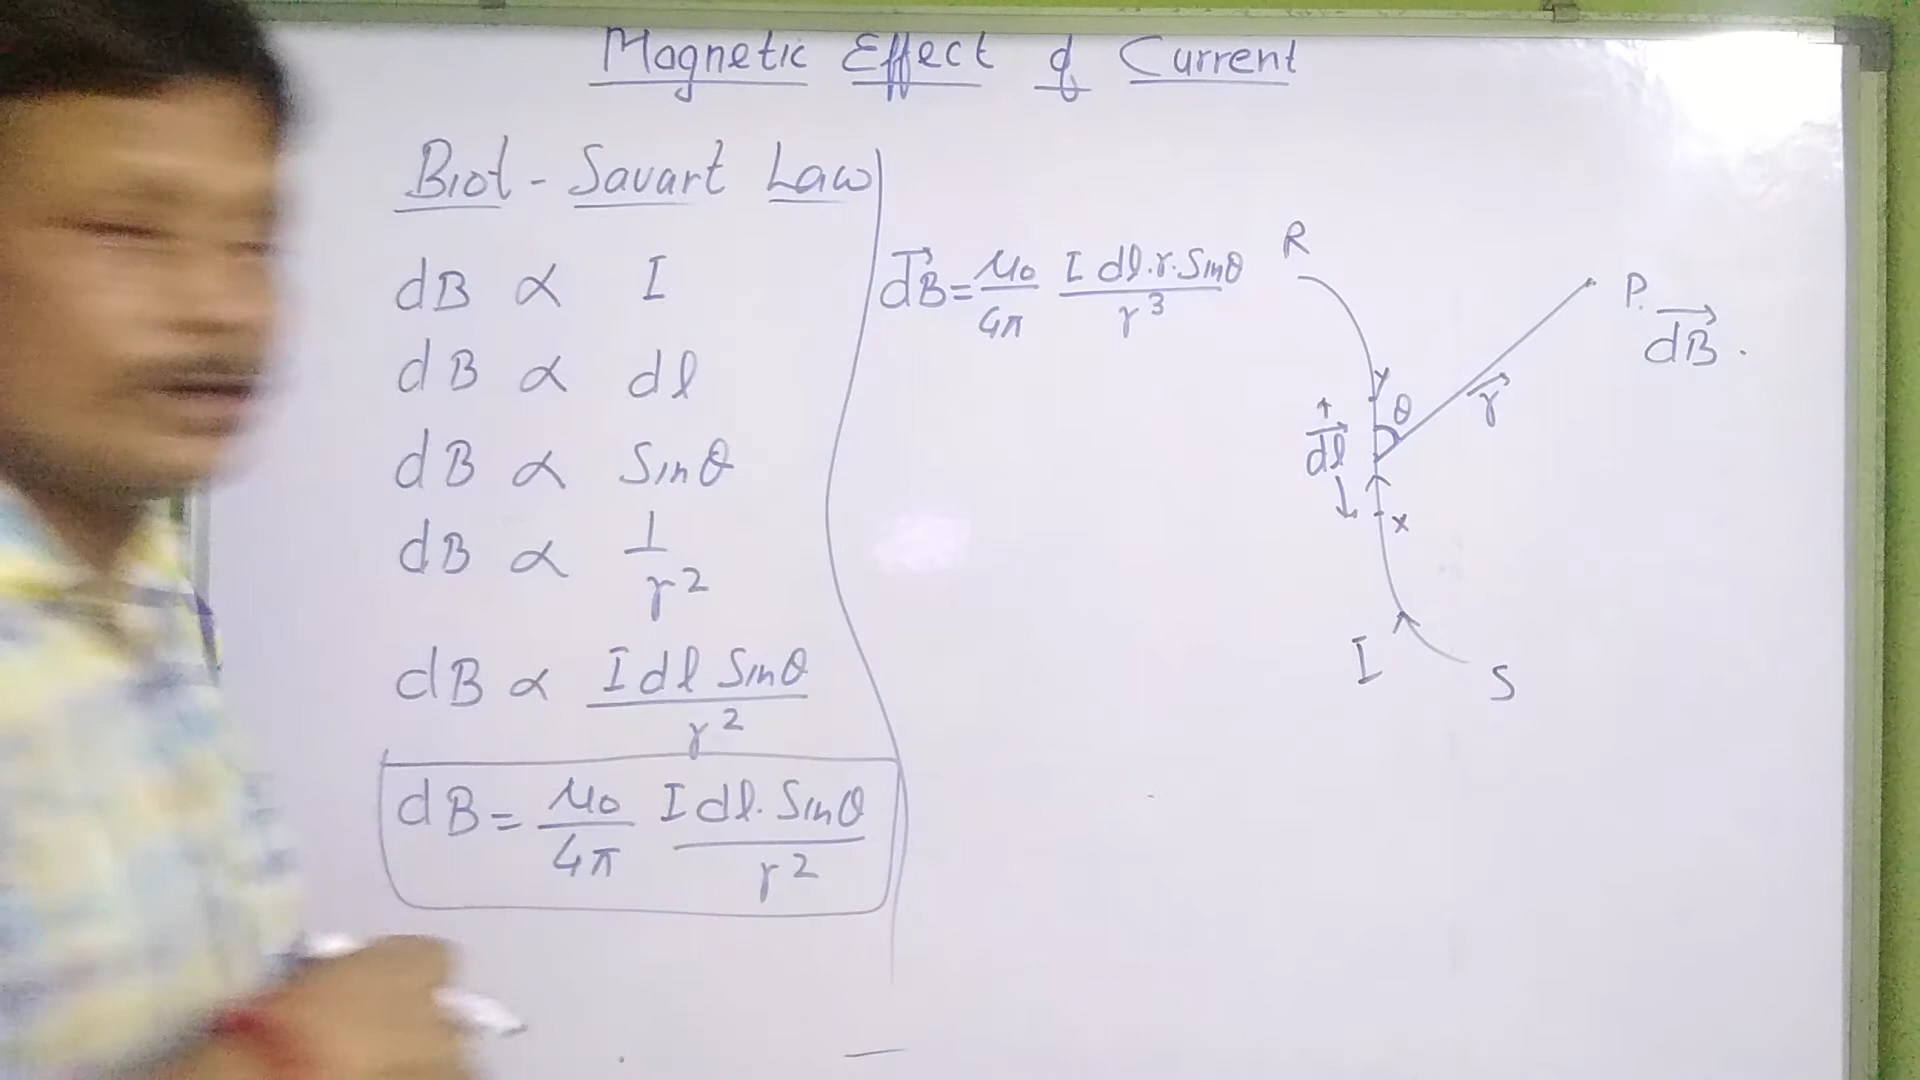 Magnetic Effect of Current
Biot - Savart Law
dB ∝ I
dB ∝ dl
dB ∝ Sinθ
dB ∝ 1/r²
dB ∝ I dl Sinθ / r²
dB = μ₀/4π I dl. Sinθ / r²
→dB = μ₀/4π I dl.r.Sinθ / r³
R
P.
→dB.
y
θ
→r
→dl
x
I
S